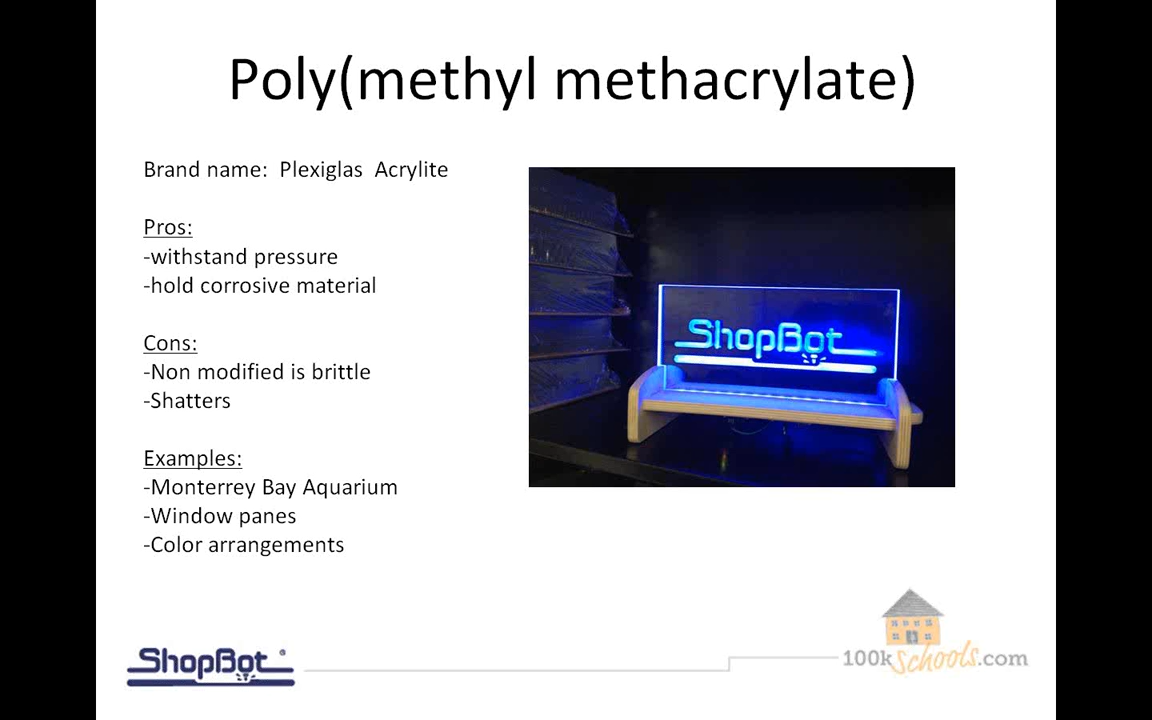 Poly(methyl methacrylate)
Brand name: Plexiglas Acrylite
Pros:
-withstand pressure
-hold corrosive material
Cons:
-Non modified is brittle
-Shatters
Examples:
-Monterrey Bay Aquarium
-Window panes
-Color arrangements
ShopBot
ShopBot ®
100kSchools.com